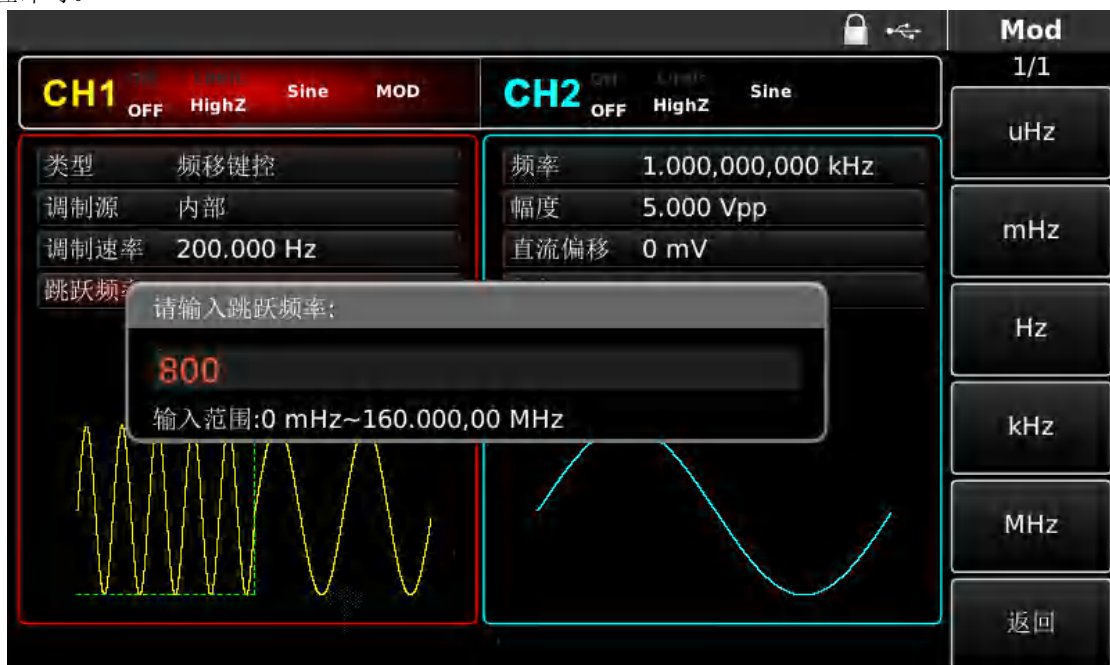 Mod
1/1
CH1 OFF HighZ Sine MOD
CH2 OFF HighZ Sine
uHz
类型 频移键控
频率 1.000,000,000 kHz
调制源 内部
幅度 5.000 Vpp
mHz
调制速率 200.000 Hz
直流偏移 0 mV
跳跃频
请输入跳跃频率:
Hz
800
输入范围:0 mHz~160.000,00 MHz
kHz
MHz
返回